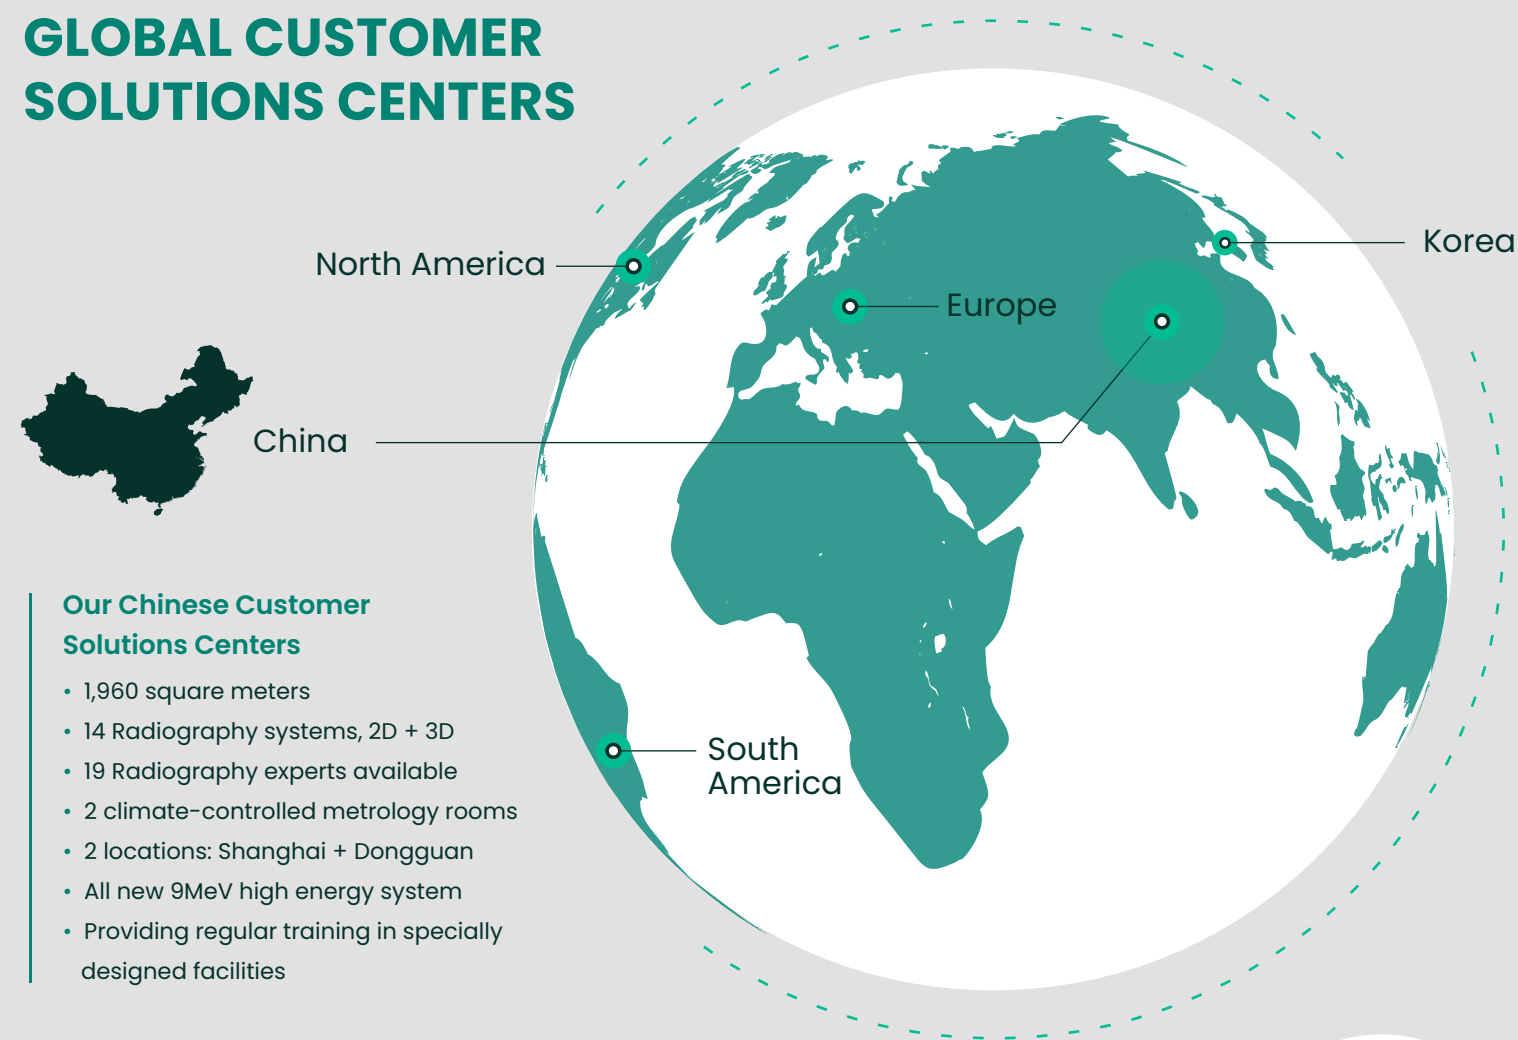 GLOBAL CUSTOMER
SOLUTIONS CENTERS
North America
Korea
Europe
China
South
America
Our Chinese Customer
Solutions Centers
• 1,960 square meters
• 14 Radiography systems, 2D + 3D
• 19 Radiography experts available
• 2 climate-controlled metrology rooms
• 2 locations: Shanghai + Dongguan
• All new 9MeV high energy system
• Providing regular training in specially
designed facilities